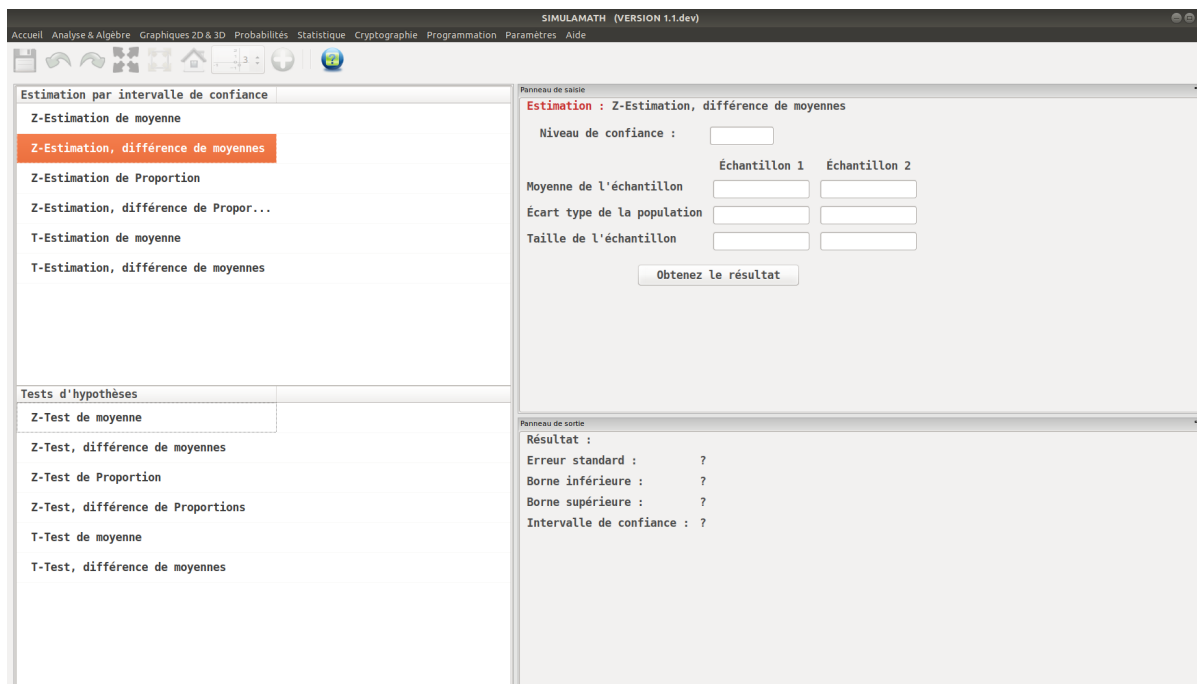 SIMULAMATH (VERSION 1.1.dev)
Accueil Analyse & Algèbre Graphiques 2D & 3D Probabilités Statistique Cryptographie Programmation Paramètres Aide
3
Estimation par intervalle de confiance
Z-Estimation de moyenne
Z-Estimation, différence de moyennes
Z-Estimation de Proportion
Z-Estimation, différence de Propor...
T-Estimation de moyenne
T-Estimation, différence de moyennes
Tests d'hypothèses
Z-Test de moyenne
Z-Test, différence de moyennes
Z-Test de Proportion
Z-Test, différence de Proportions
T-Test de moyenne
T-Test, différence de moyennes
Panneau de saisie
Estimation : Z-Estimation, différence de moyennes
Niveau de confiance :
Échantillon 1 Échantillon 2
Moyenne de l'échantillon
Écart type de la population
Taille de l'échantillon
Obtenez le résultat
Panneau de sortie
Résultat :
Erreur standard : ?
Borne inférieure : ?
Borne supérieure : ?
Intervalle de confiance : ?